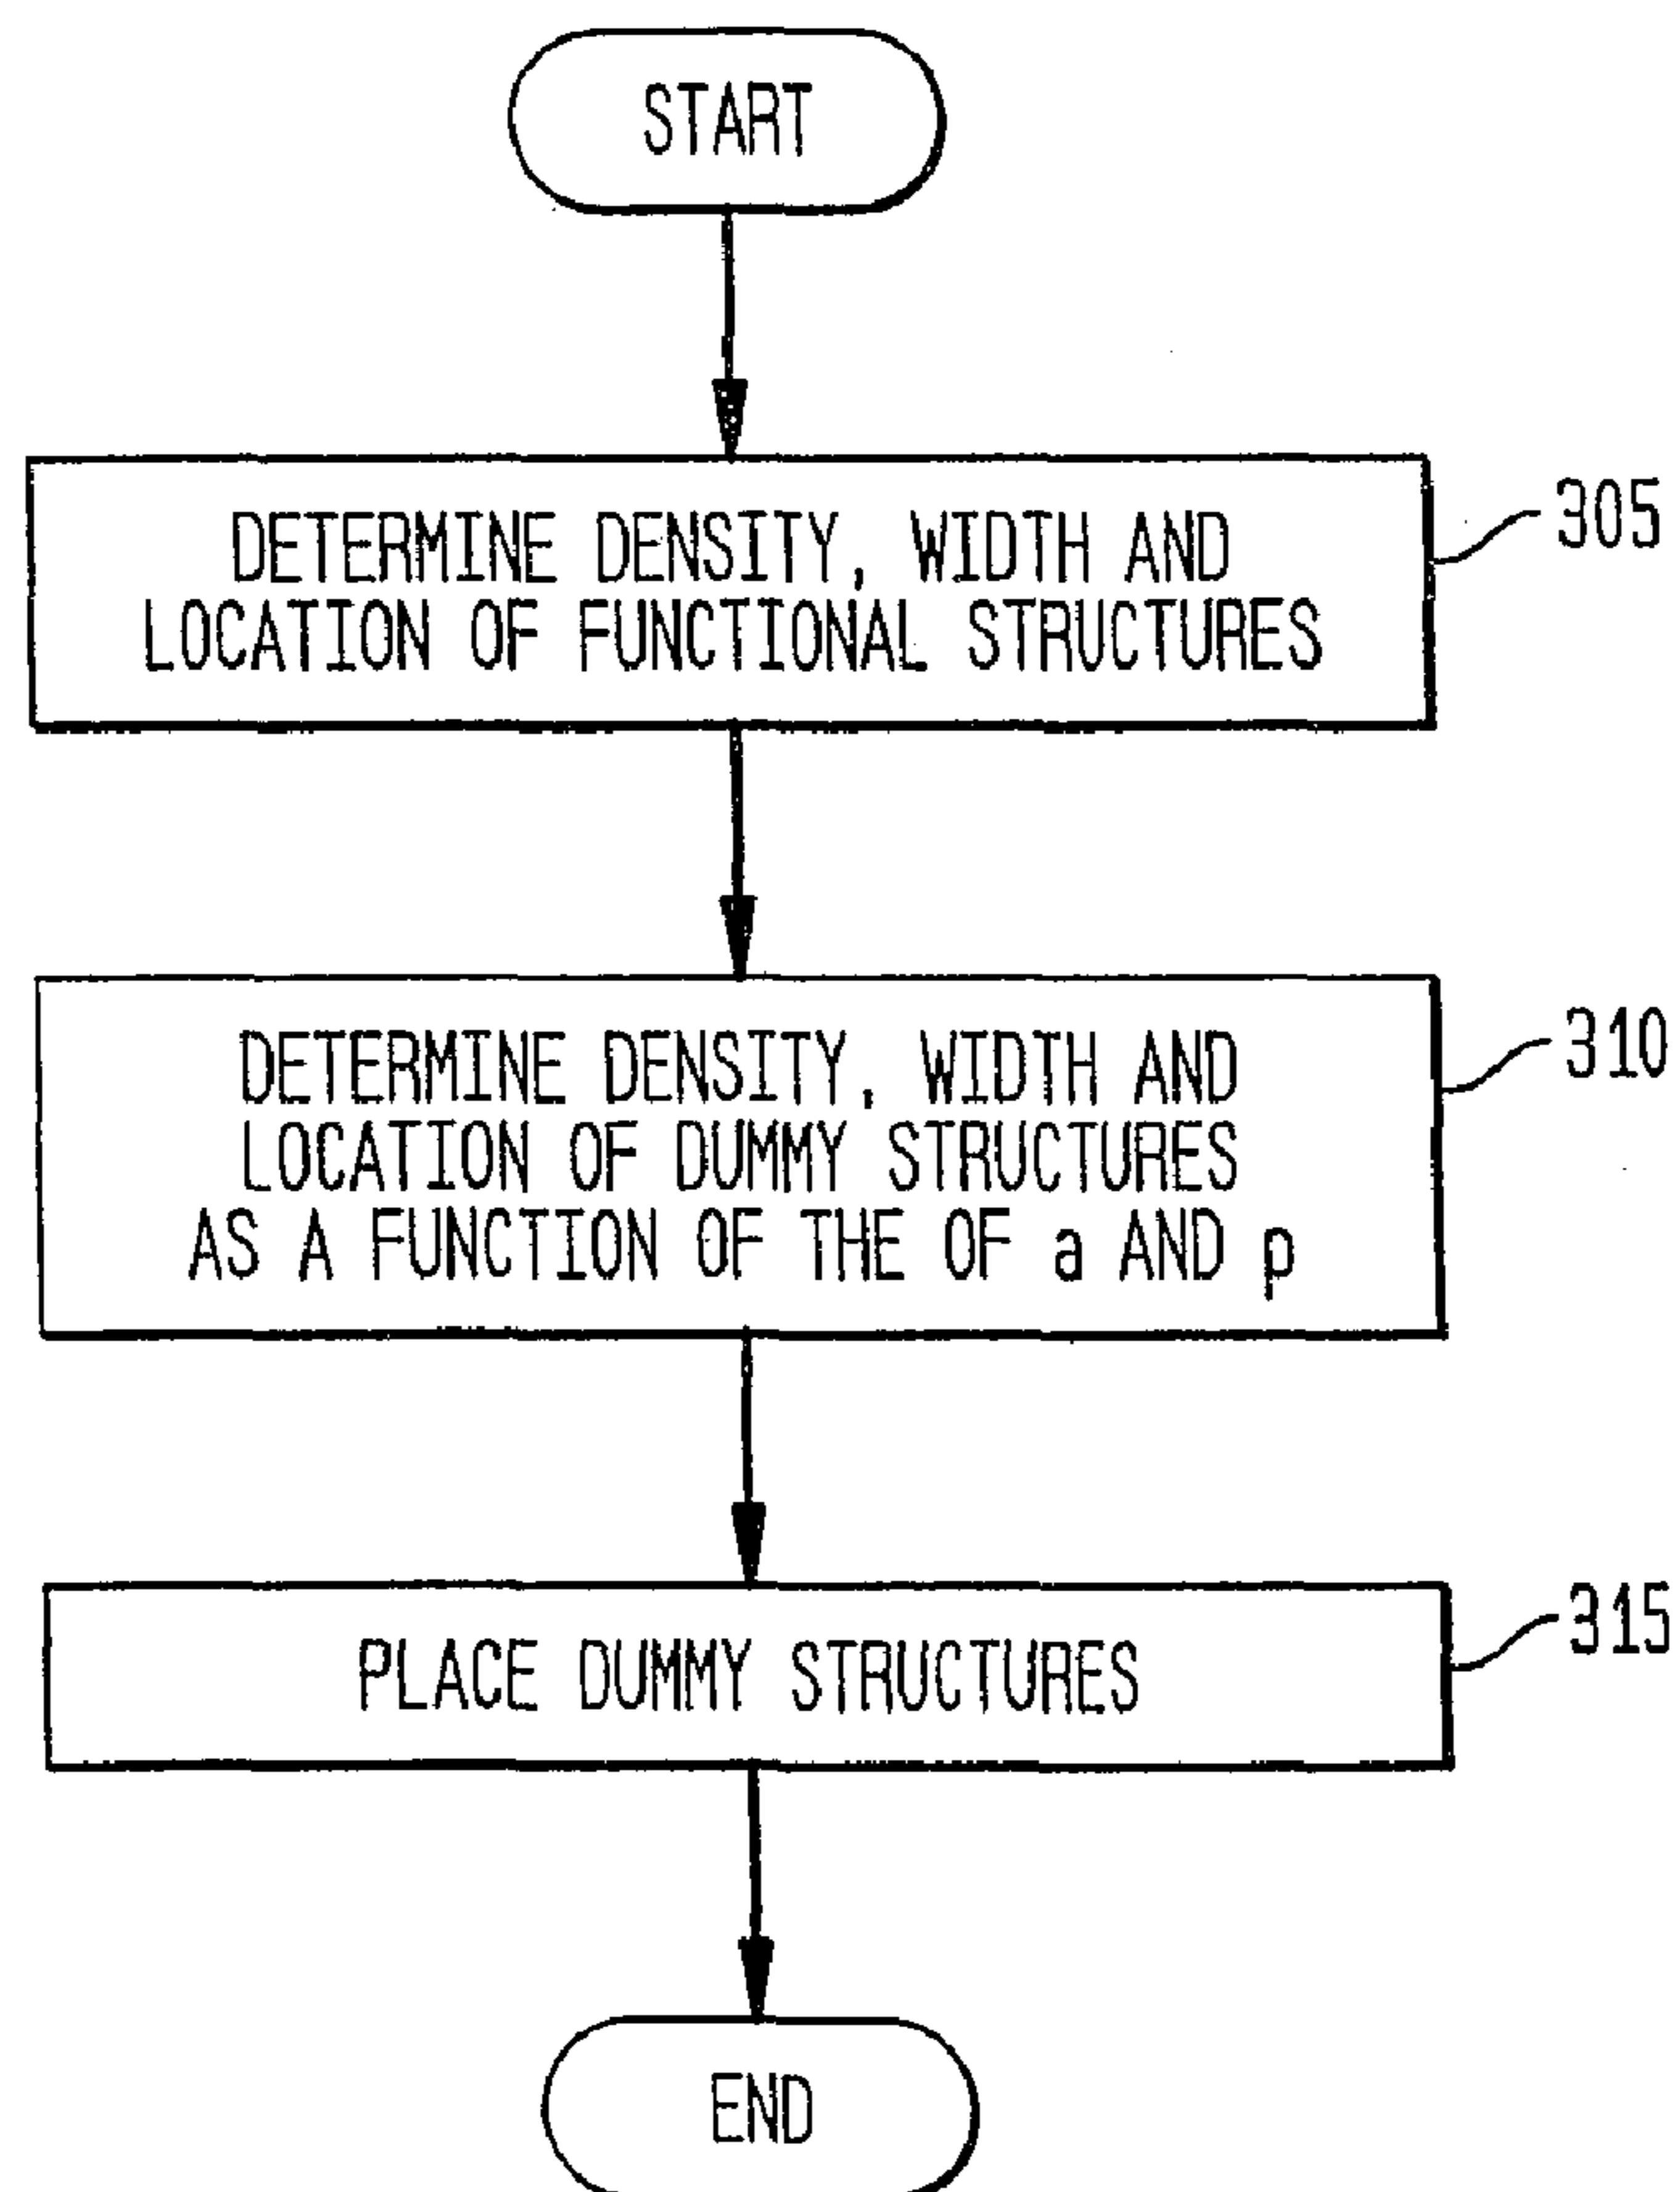 START
DETERMINE DENSITY, WIDTH AND
LOCATION OF FUNCTIONAL STRUCTURES
305
DETERMINE DENSITY, WIDTH AND
LOCATION OF DUMMY STRUCTURES
AS A FUNCTION OF THE OF a AND p
310
PLACE DUMMY STRUCTURES
315
END